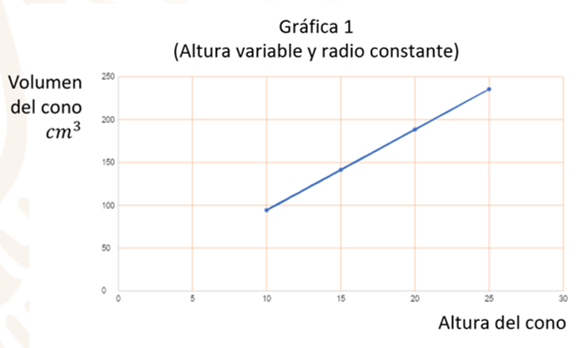 Gráfica 1
(Altura variable y radio constante)
Volumen
del cono
cm³
250
200
150
100
50
0
0 5 10 15 20 25 30
Altura del cono